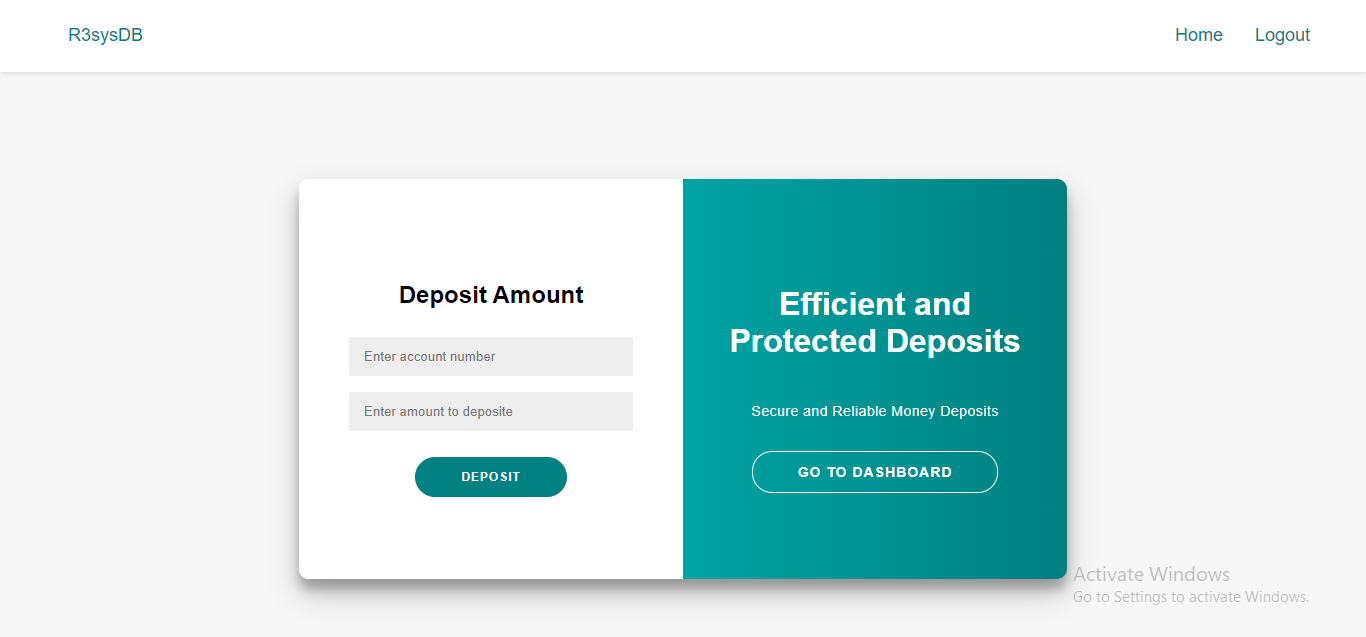 R3sysDB
Home
Logout
Deposit Amount
Enter account number
Enter amount to deposite
DEPOSIT
Efficient and
Protected Deposits
Secure and Reliable Money Deposits
GO TO DASHBOARD
Activate Windows
Go to Settings to activate Windows.